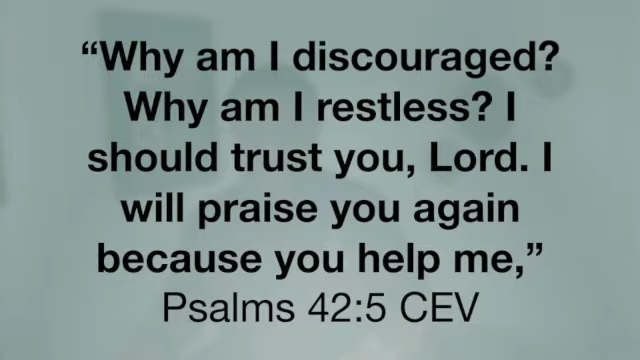 “Why am I discouraged?
Why am I restless? I
should trust you, Lord. I
will praise you again
because you help me,”
Psalms 42:5 CEV